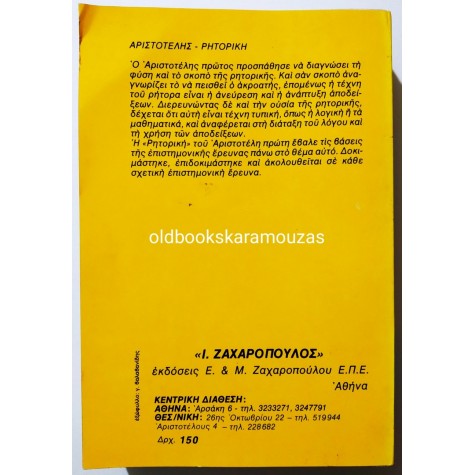 ΑΡΙΣΤΟΤΕΛΗΣ - ΡΗΤΟΡΙΚΗ
Ὁ Ἀριστοτέλης πρῶτος προσπάθησε νὰ διαγνώσει τὴ
φύση καὶ τὸ σκοπὸ τῆς ρητορικῆς. Καὶ σὰν σκοπὸ ἀνα-
γνωρίζει τὸ νὰ πεισθεῖ ὁ ἀκροατής, ἑπομένως ἡ τέχνη
τοῦ ρήτορα εἶναι ἡ ἀνεύρεση καὶ ἡ ἀνάπτυξη ἀποδεί-
ξεων. Διερευνώντας δὲ καὶ τὴν οὐσία τῆς ρητορικῆς,
δέχεται ὅτι αὐτὴ εἶναι τέχνη τυπική, ὅπως ἡ λογικὴ ἢ τὰ
μαθηματικά, καὶ ἀναφέρεται στὴ διάταξη τοῦ λόγου καὶ
τὴ χρήση τῶν ἀποδείξεων.
Ἡ «Ρητορικὴ» τοῦ Ἀριστοτέλη πρώτη ἔβαλε τὶς βάσεις
τῆς ἐπιστημονικῆς ἔρευνας πάνω στὸ θέμα αὐτό. Δοκι-
μάστηκε, ἐπιδοκιμάστηκε καὶ ἀκολουθεῖται σὲ κάθε
σχετικὴ ἐπιστημονικὴ ἔρευνα.
oldbookskaramouzas
«Ι. ΖΑΧΑΡΟΠΟΥΛΟΣ»
ἐκδόσεις Ε. & Μ. Ζαχαροπούλου Ε.Π.Ε.
Ἀθήνα
ΚΕΝΤΡΙΚΗ ΔΙΑΘΕΣΗ:
ΑΘΗΝΑ: Ἀρσάκη 6 - τηλ. 3233271, 3247791
ΘΕΣ/ΝΙΚΗ: 26ης Ὀκτωβρίου 22 – τηλ. 519944
Ἀριστοτέλους 4 – τηλ. 228682
Δρχ. 150
ἐξώφυλλο: γ.